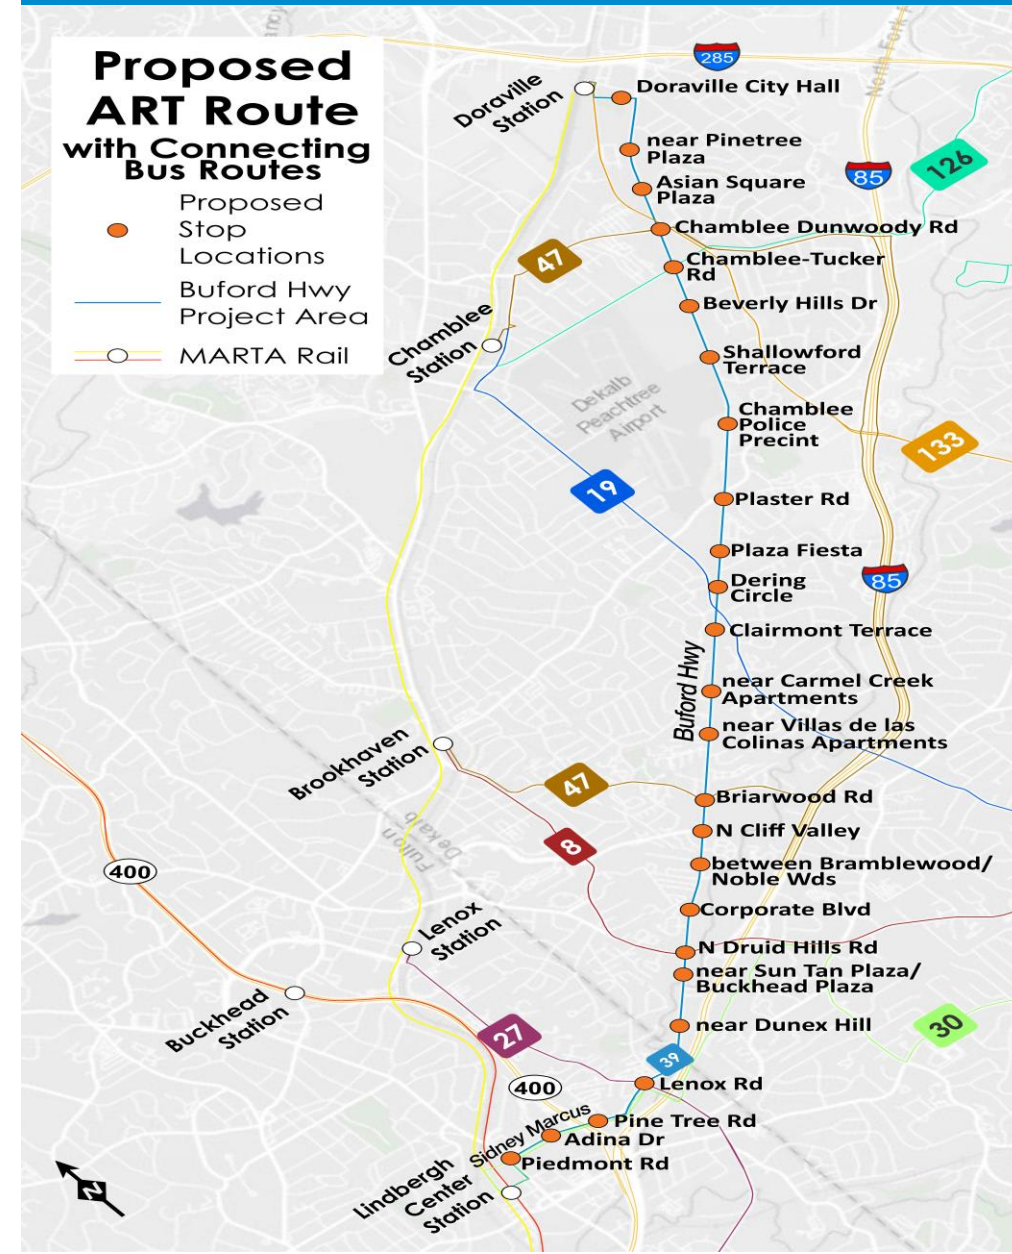 Proposed
ART Route
with Connecting
Bus Routes
Proposed
Stop
Locations
Buford Hwy
Project Area
MARTA Rail
285
Doraville
Station
Doraville City Hall
near Pinetree
Plaza
126
85
Asian Square
Plaza
Chamblee Dunwoody Rd
47
Chamblee-Tucker
Rd
Beverly Hills Dr
Chamblee
Station
Shallowford
Terrace
Dekalb
Peachtree
Airport
Chamblee
Police
Precint
133
19
Plaster Rd
Plaza Fiesta
85
Dering
Circle
Clairmont Terrace
Buford Hwy
near Carmel Creek
Apartments
near Villas de las
Colinas Apartments
Brookhaven
Station
47
Briarwood Rd
N Cliff Valley
8
Fulton
Dekalb
400
between Bramblewood/
Noble Wds
Corporate Blvd
Lenox
Station
N Druid Hills Rd
near Sun Tan Plaza/
Buckhead Plaza
Buckhead
Station
27
near Dunex Hill
30
39
400
Lenox Rd
Sidney Marcus
Pine Tree Rd
Adina Dr
Piedmont Rd
Lindbergh
Center
Station
N